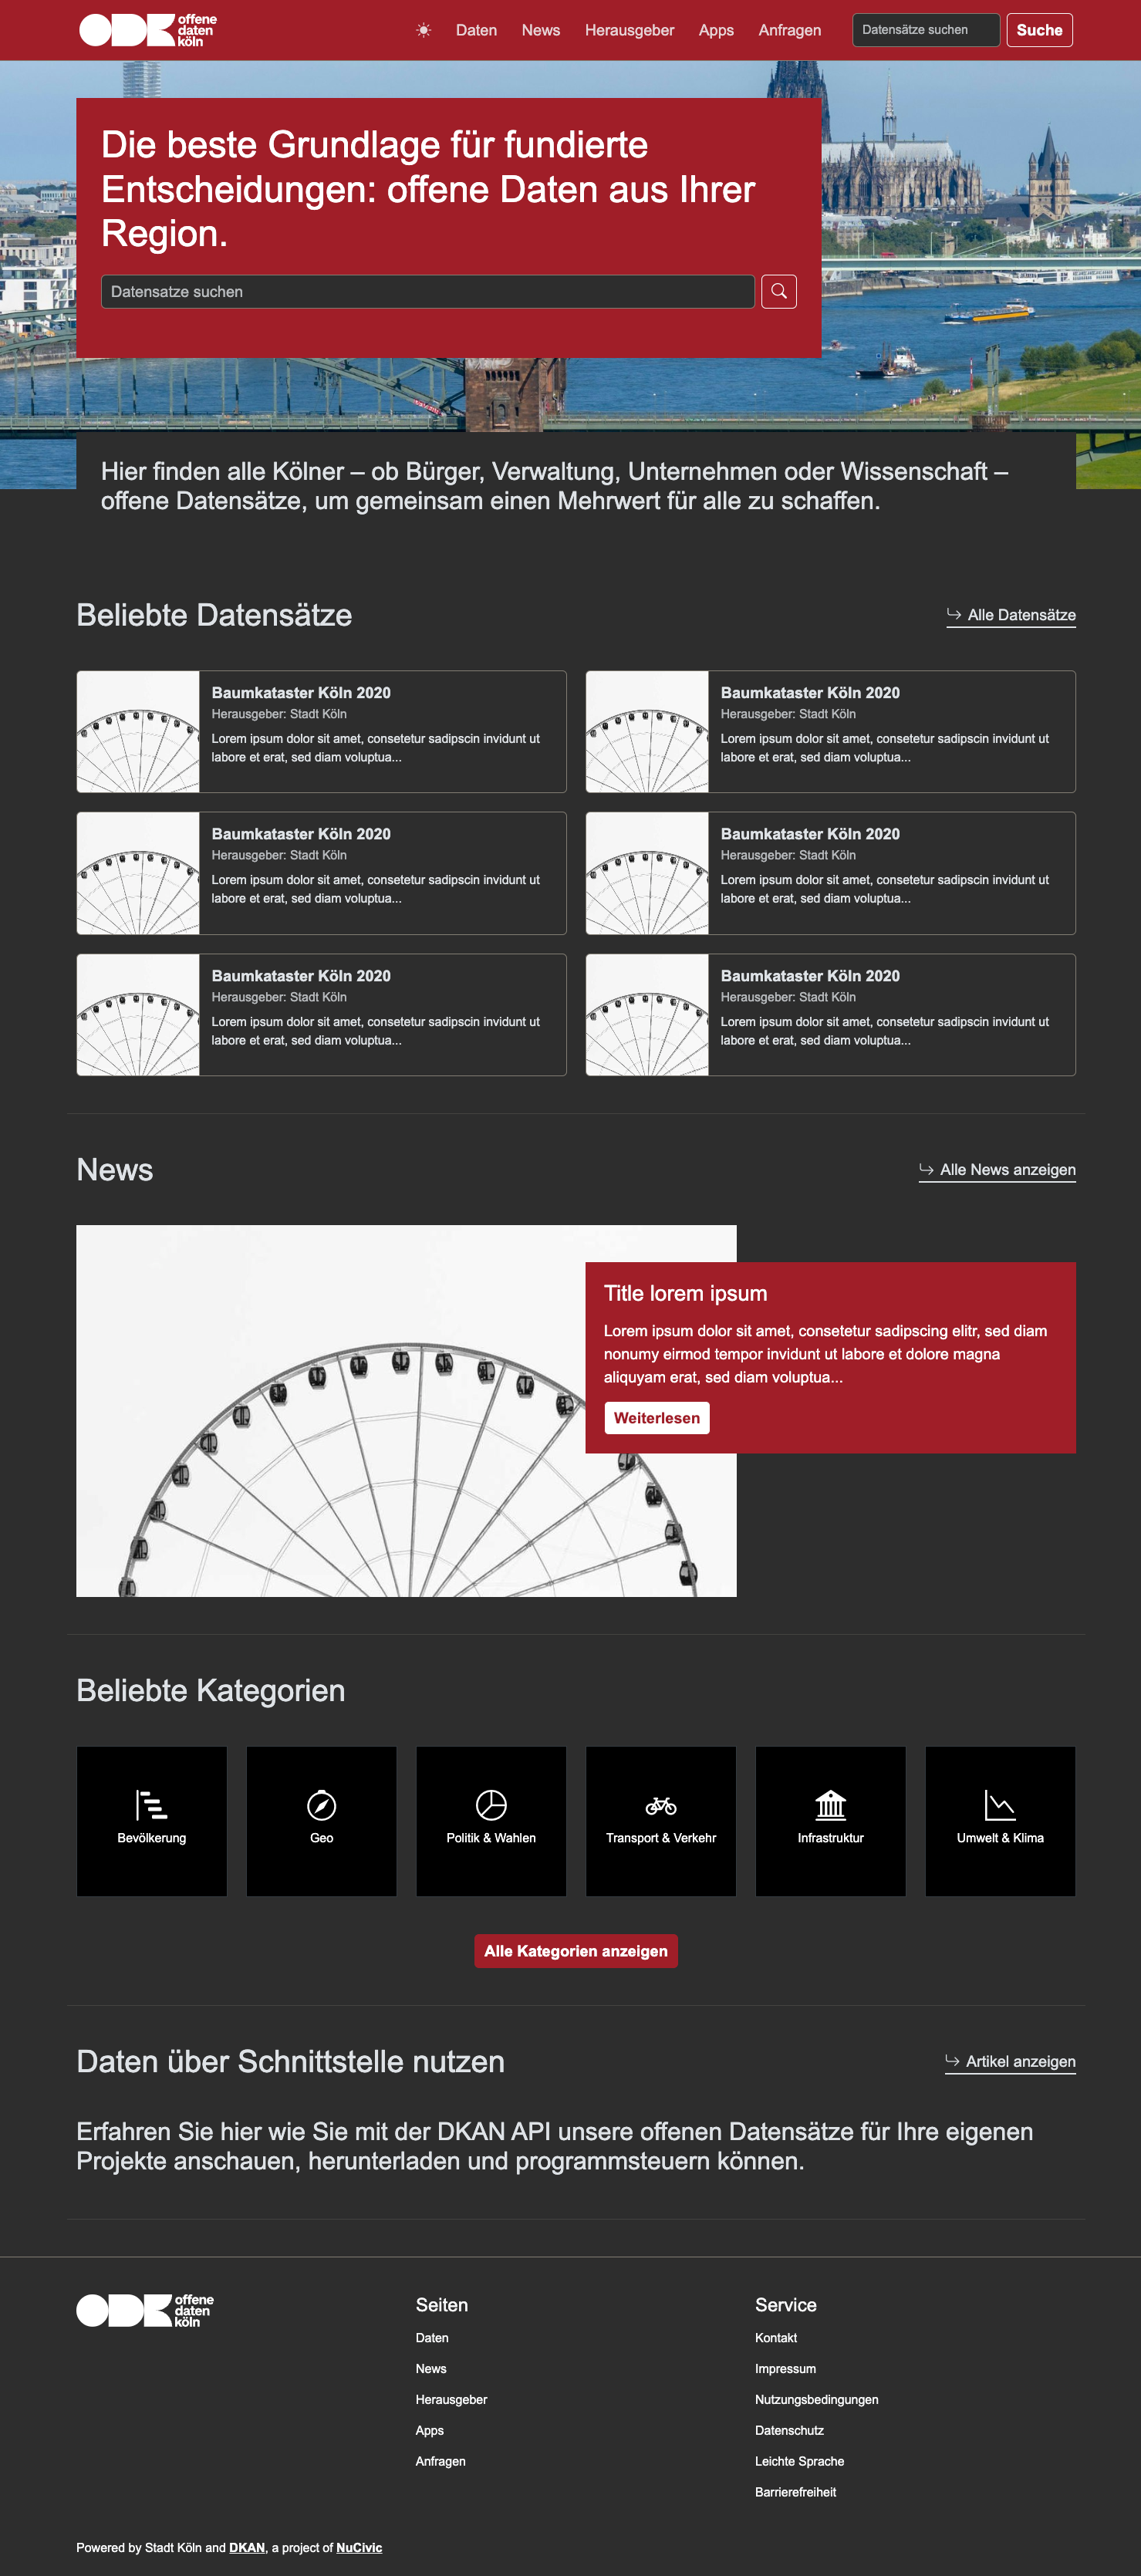 ODK offene
daten
köln
Daten News Herausgeber Apps Anfragen Datensätze suchen Suche
Die beste Grundlage für fundierte
Entscheidungen: offene Daten aus Ihrer
Region.
Datensatze suchen
Hier finden alle Kölner – ob Bürger, Verwaltung, Unternehmen oder Wissenschaft –
offene Datensätze, um gemeinsam einen Mehrwert für alle zu schaffen.
Beliebte Datensätze
Alle Datensätze
Baumkataster Köln 2020
Herausgeber: Stadt Köln
Lorem ipsum dolor sit amet, consetetur sadipscin invidunt ut
labore et erat, sed diam voluptua...
Baumkataster Köln 2020
Herausgeber: Stadt Köln
Lorem ipsum dolor sit amet, consetetur sadipscin invidunt ut
labore et erat, sed diam voluptua...
Baumkataster Köln 2020
Herausgeber: Stadt Köln
Lorem ipsum dolor sit amet, consetetur sadipscin invidunt ut
labore et erat, sed diam voluptua...
Baumkataster Köln 2020
Herausgeber: Stadt Köln
Lorem ipsum dolor sit amet, consetetur sadipscin invidunt ut
labore et erat, sed diam voluptua...
Baumkataster Köln 2020
Herausgeber: Stadt Köln
Lorem ipsum dolor sit amet, consetetur sadipscin invidunt ut
labore et erat, sed diam voluptua...
Baumkataster Köln 2020
Herausgeber: Stadt Köln
Lorem ipsum dolor sit amet, consetetur sadipscin invidunt ut
labore et erat, sed diam voluptua...
News
Alle News anzeigen
Title lorem ipsum
Lorem ipsum dolor sit amet, consetetur sadipscing elitr, sed diam
nonumy eirmod tempor invidunt ut labore et dolore magna
aliquyam erat, sed diam voluptua...
Weiterlesen
Beliebte Kategorien
Bevölkerung
Geo
Politik & Wahlen
Transport & Verkehr
Infrastruktur
Umwelt & Klima
Alle Kategorien anzeigen
Daten über Schnittstelle nutzen
Artikel anzeigen
Erfahren Sie hier wie Sie mit der DKAN API unsere offenen Datensätze für Ihre eigenen
Projekte anschauen, herunterladen und programmsteuern können.
ODK offene
daten
köln
Seiten
Daten
News
Herausgeber
Apps
Anfragen
Service
Kontakt
Impressum
Nutzungsbedingungen
Datenschutz
Leichte Sprache
Barrierefreiheit
Powered by Stadt Köln and DKAN, a project of NuCivic